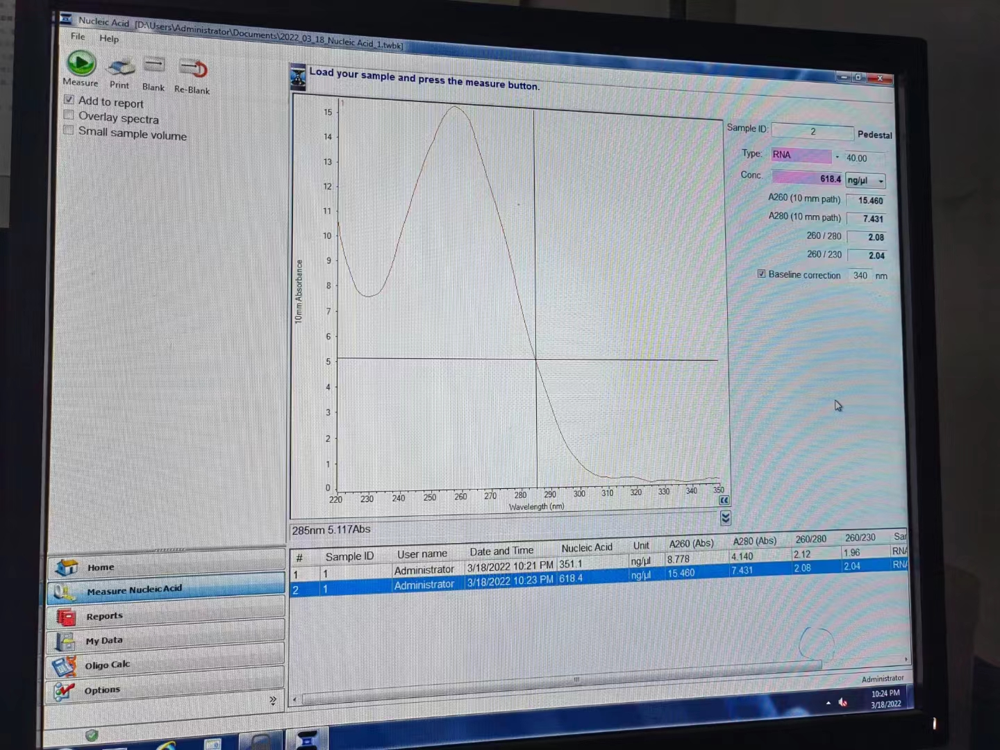 Nucleic Acid [D:\Users\Administrator\Documents\2022_03_18_Nucleic Acid_1.twbk]
File Help
Measure Print Blank Re-Blank
Add to report
Overlay spectra
Small sample volume
Load your sample and press the measure button.
1
15
14
13
12
11
10
9
8
7
6
5
4
3
2
1
0
10mm Absorbance
220 230 240 250 260 270 280 290 300 310 320 330 340 350
Wavelength (nm)
Sample ID: 2 Pedestal
Type: RNA - 40.00
Conc. 618.4 ng/µl
A260 (10 mm path) 15.460
A280 (10 mm path) 7.431
260 / 280 2.08
260 / 230 2.04
Baseline correction 340 nm
285nm 5.117Abs
# Sample ID User name Date and Time Nucleic Acid Unit A260 (Abs) A280 (Abs) 260/280 260/230 Sar
1 1 Administrator 3/18/2022 10:21 PM 351.1 ng/µl 8.778 4.140 2.12 1.96 RNA
2 1 Administrator 3/18/2022 10:23 PM 618.4 ng/µl 15.460 7.431 2.08 2.04 RNA
Home
Measure NucleicAcid
Reports
My Data
Oligo Calc
Options
Administrator
10:24 PM
3/18/2022